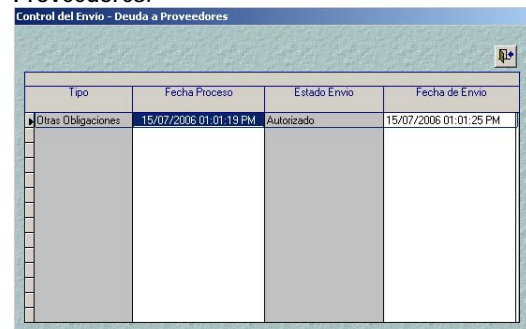 Proveedores.
Control del Envio - Deuda a Proveedores
Tipo Fecha Proceso Estado Envio Fecha de Envio
Otras Obligaciones 15/07/2006 01:01:19 PM Autorizado 15/07/2006 01:01:25 PM